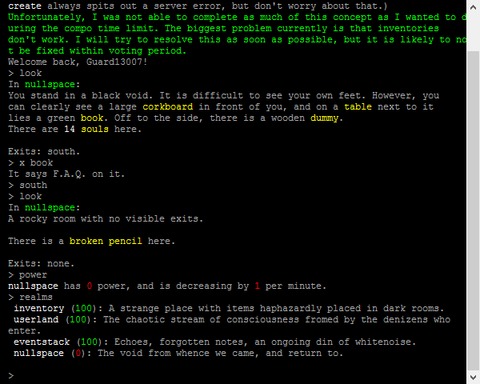 create always spits out a server error, but don't worry about that.)
Unfortunately, I was not able to complete as much of this concept as I wanted to d
uring the compo time limit. The biggest problem currently is that inventories
don't work. I will try to resolve this as soon as possible, but it is likely to no
t be fixed within voting period.
Welcome back, Guard13007!
> look
In nullspace:
You stand in a black void. It is difficult to see your own feet. However, you
can clearly see a large corkboard in front of you, and on a table next to it
lies a green book. Off to the side, there is a wooden dummy.
There are 14 souls here.
Exits: south.
> x book
It says F.A.Q. on it.
> south
> look
In nullspace:
A rocky room with no visible exits.
There is a broken pencil here.
Exits: none.
> power
nullspace has 0 power, and is decreasing by 1 per minute.
> realms
inventory (100): A strange place with items haphazardly placed in dark rooms.
userland (100): The chaotic stream of consciousness fromed by the denizens who
enter.
eventstack (100): Echoes, forgotten notes, an ongoing din of whitenoise.
nullspace (0): The void from whence we came, and return to.
>